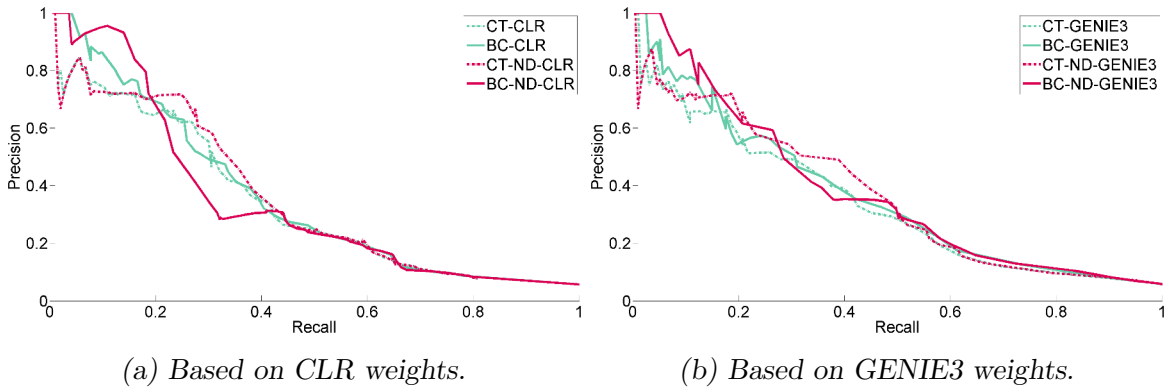 1
0.8
0.6
0.4
0.2
0
0
0.2
0.4
0.6
0.8
1
Precision
Recall
CT-CLR
BC-CLR
CT-ND-CLR
BC-ND-CLR
(a) Based on CLR weights.
1
0.8
0.6
0.4
0.2
0
0
0.2
0.4
0.6
0.8
1
Precision
Recall
CT-GENIE3
BC-GENIE3
CT-ND-GENIE3
BC-ND-GENIE3
(b) Based on GENIE3 weights.